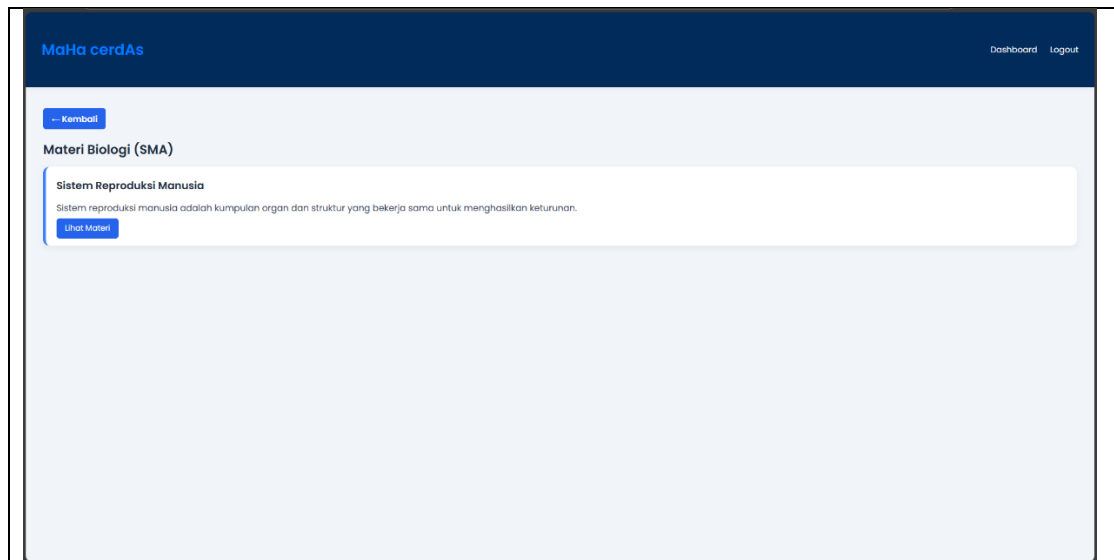 MaHa cerdAs
Dashboard Logout
← Kembali
Materi Biologi (SMA)
Sistem Reproduksi Manusia
Sistem reproduksi manusia adalah kumpulan organ dan struktur yang bekerja sama untuk menghasilkan keturunan.
Lihat Materi